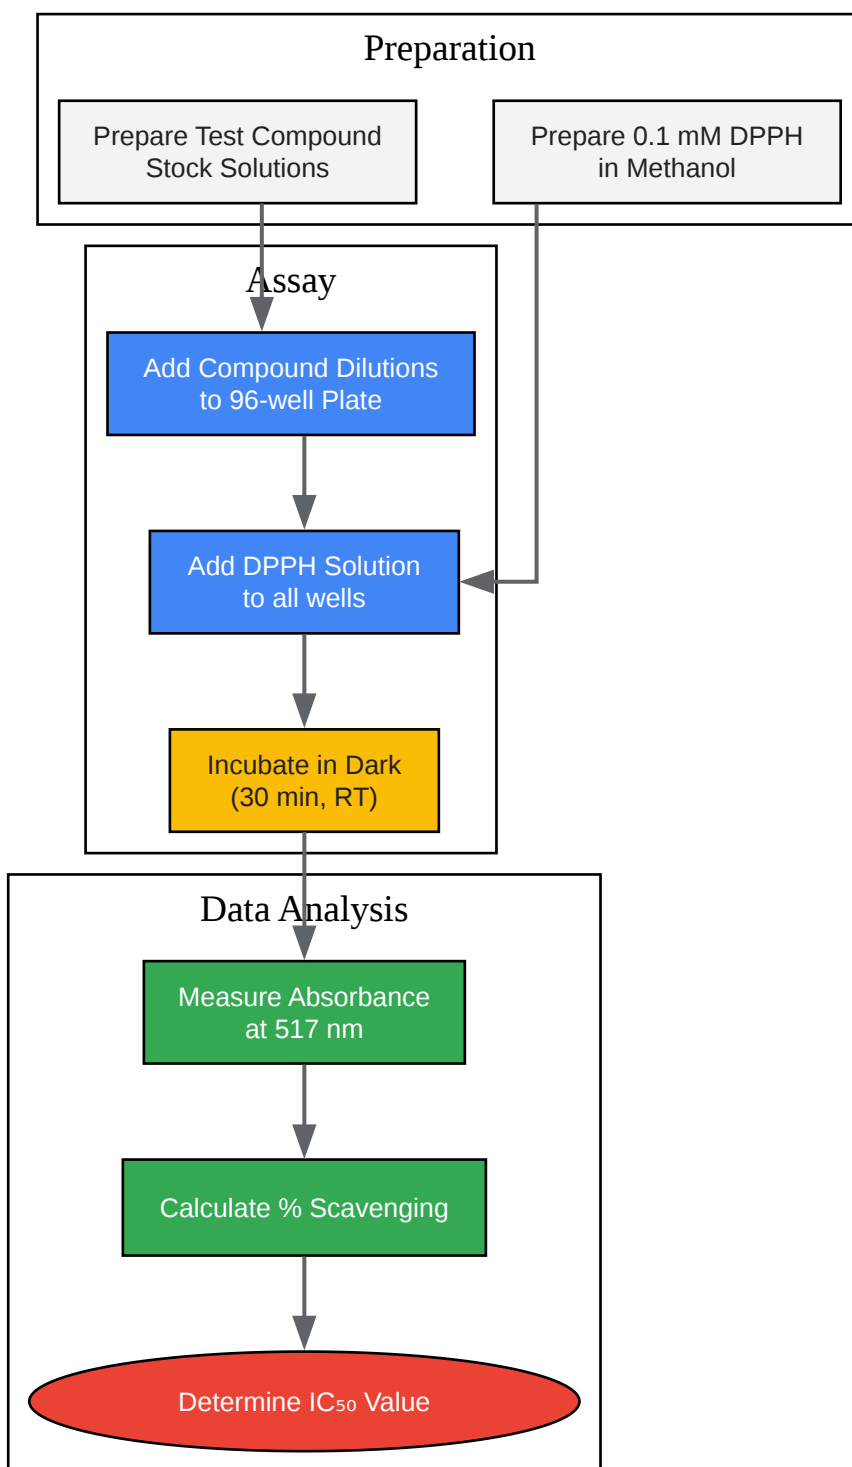 Preparation
Prepare Test Compound
Stock Solutions
Prepare 0.1 mM DPPH
in Methanol
Assay
Add Compound Dilutions
to 96-well Plate
Add DPPH Solution
to all wells
Incubate in Dark
(30 min, RT)
Data Analysis
Measure Absorbance
at 517 nm
Calculate % Scavenging
Determine IC₅₀ Value